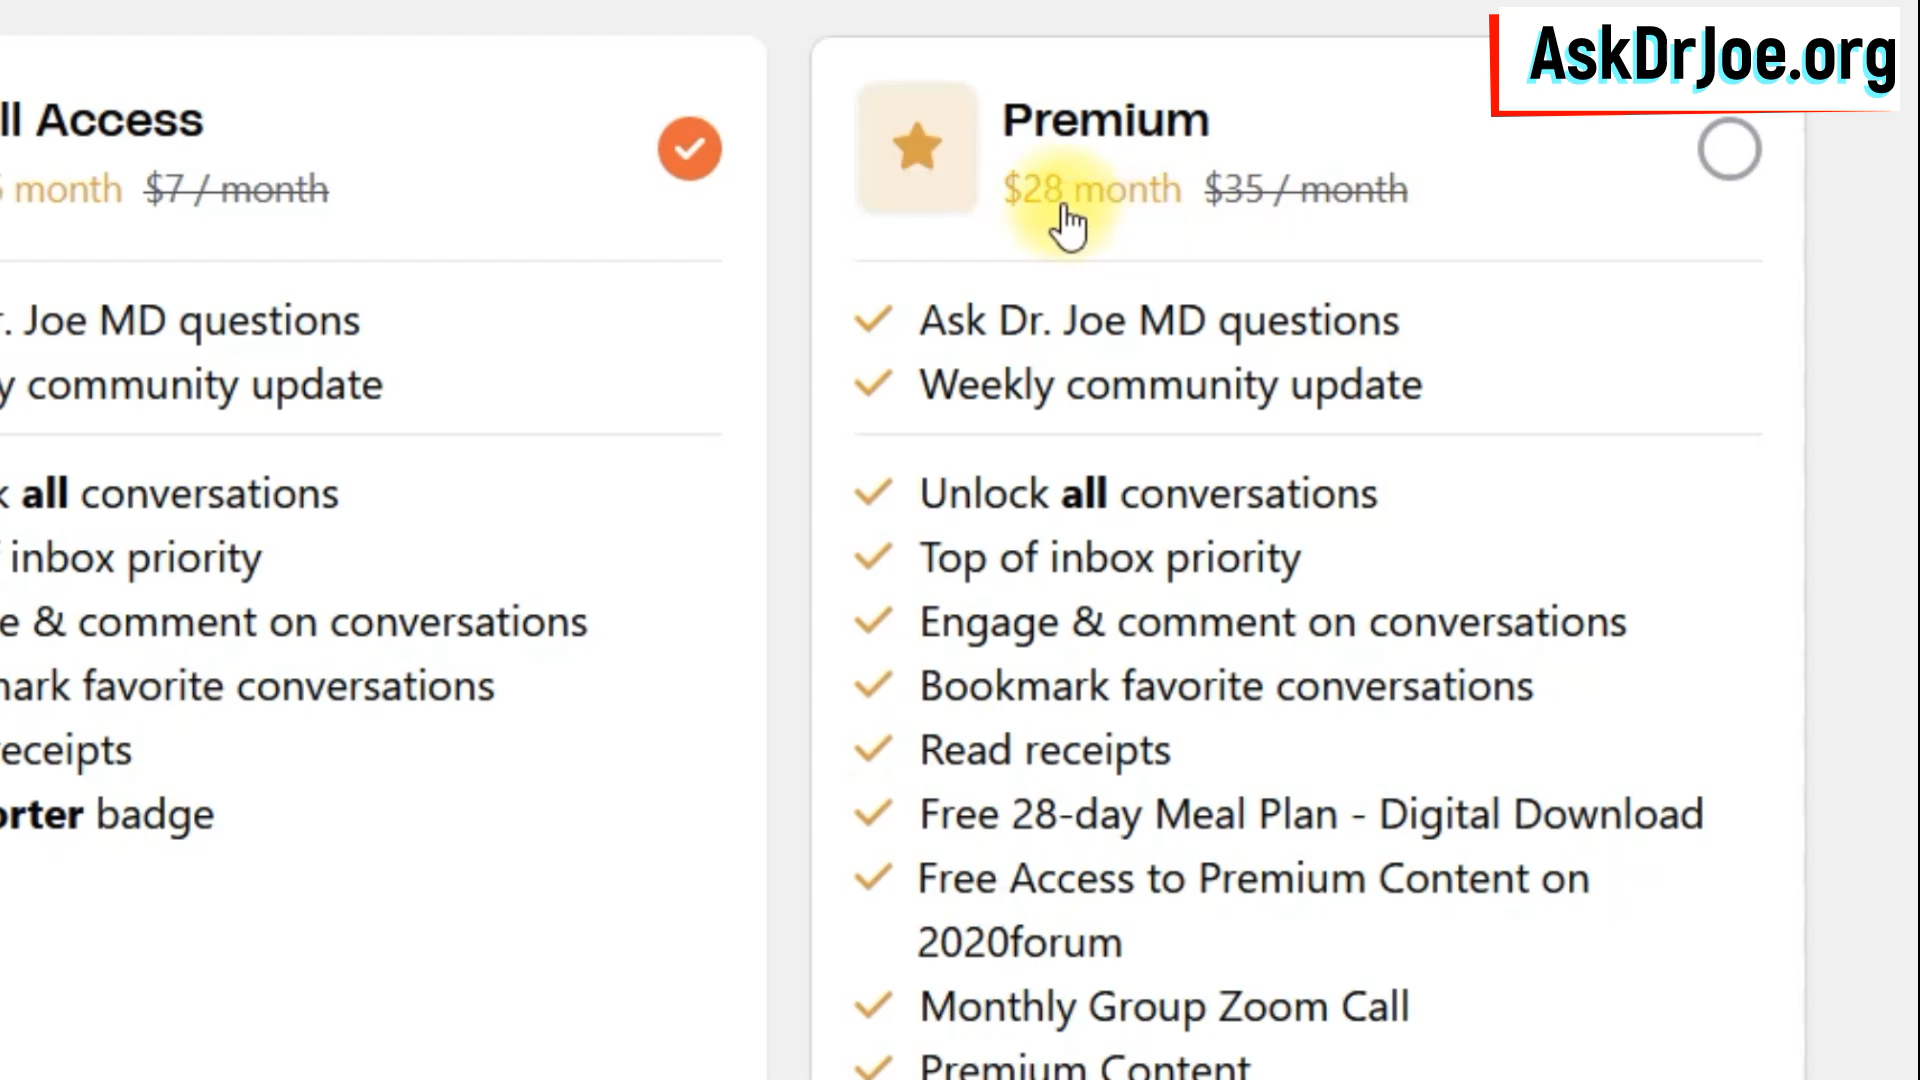 AskDrJoe.org
ll Access
month $7 / month
r. Joe MD questions
y community update
k all conversations
inbox priority
e & comment on conversations
mark favorite conversations
receipts
orter badge
Premium
$28 month $35 / month
Ask Dr. Joe MD questions
Weekly community update
Unlock all conversations
Top of inbox priority
Engage & comment on conversations
Bookmark favorite conversations
Read receipts
Free 28-day Meal Plan - Digital Download
Free Access to Premium Content on
2020forum
Monthly Group Zoom Call
Premium Content